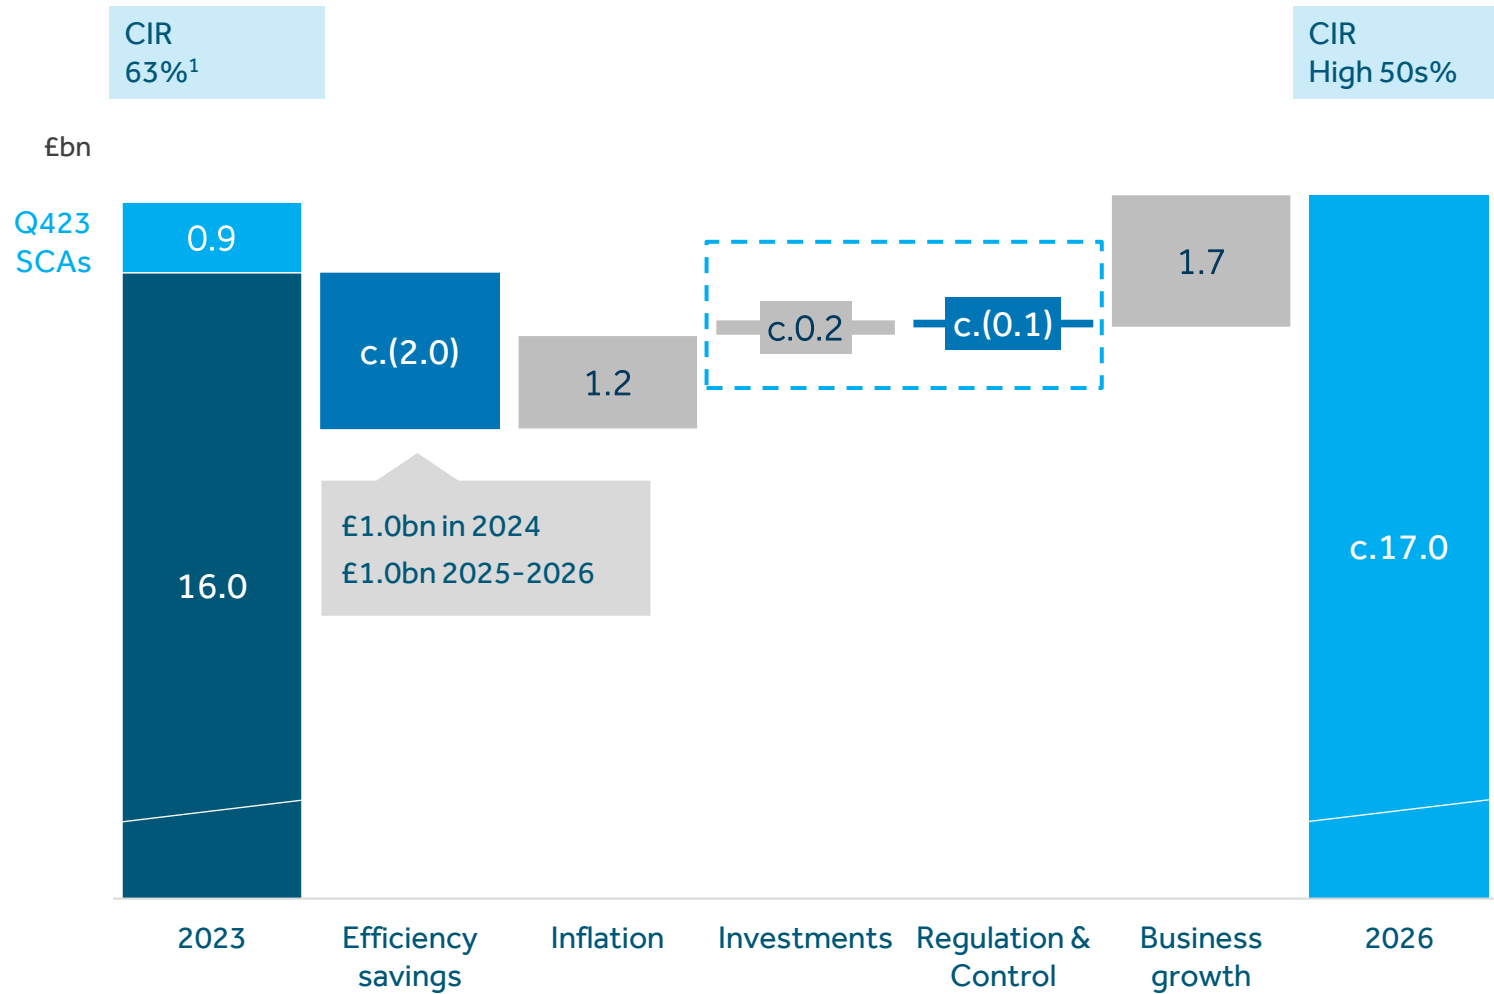 CIR
63%¹
CIR
High 50s%
£bn
Q423
SCAs
0.9
16.0
c.(2.0)
£1.0bn in 2024
£1.0bn 2025-2026
1.2
c.0.2
c.(0.1)
1.7
c.17.0
2023
Efficiency
savings
Inflation
Investments
Regulation &
Control
Business
growth
2026